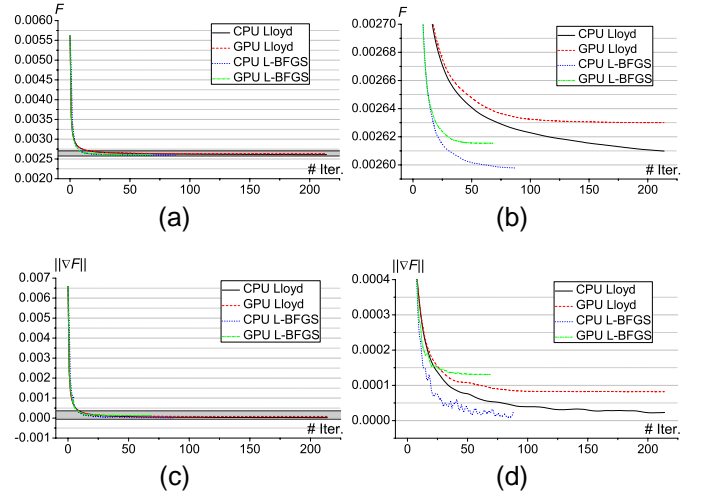 F
0.0060
0.0055
0.0050
0.0045
0.0040
0.0035
0.0030
0.0025
0.0020
CPU Lloyd
GPU Lloyd
CPU L-BFGS
GPU L-BFGS
# Iter.
0 50 100 150 200
(a)
F
0.00270
0.00268
0.00266
0.00264
0.00262
0.00260
CPU Lloyd
GPU Lloyd
CPU L-BFGS
GPU L-BFGS
# Iter.
0 50 100 150 200
(b)
||∇F||
0.007
0.006
0.005
0.004
0.003
0.002
0.001
0.000
-0.001
CPU Lloyd
GPU Lloyd
CPU L-BFGS
GPU L-BFGS
# Iter.
0 50 100 150 200
(c)
||∇F||
0.0004
0.0003
0.0002
0.0001
0.0000
CPU Lloyd
GPU Lloyd
CPU L-BFGS
GPU L-BFGS
# Iter.
0 50 100 150 200
(d)